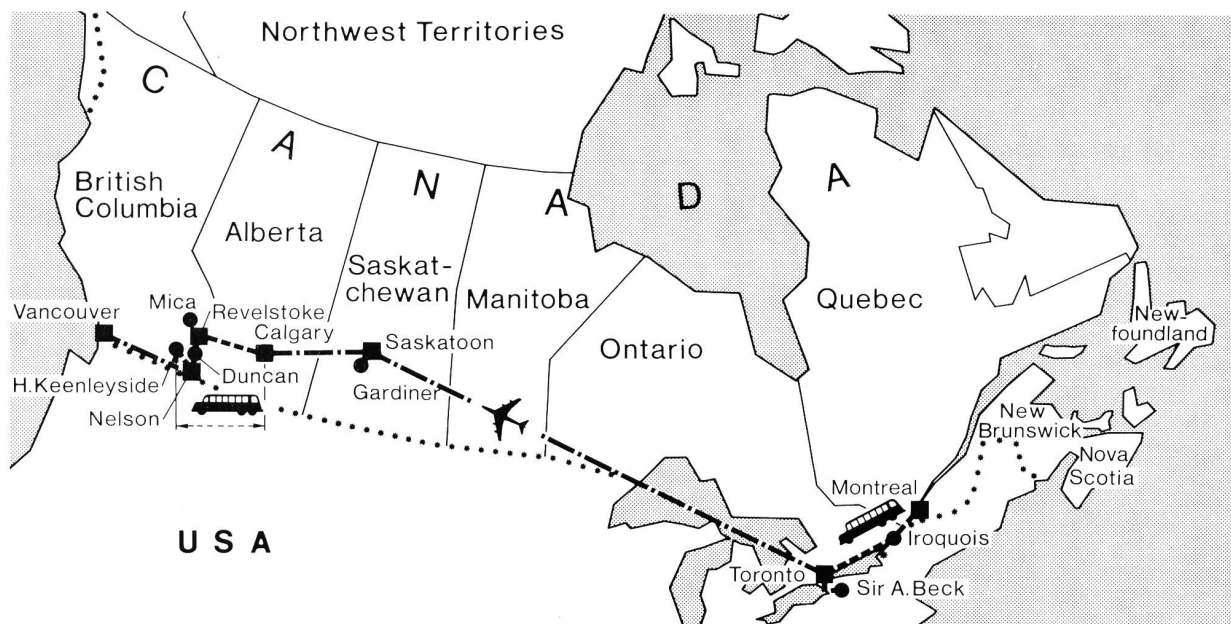 Northwest Territories
C A N A D A
British
Columbia
Alberta
Saskat-
chewan
Manitoba
Ontario
Quebec
New-
foundland
Vancouver
Mica
Revelstoke
Calgary
Saskatoon
H.Keenleyside
Duncan
Gardiner
Nelson
New
Brunswick
Nova
Scotia
Montreal
Iroquois
USA
Toronto
Sir A.Beck